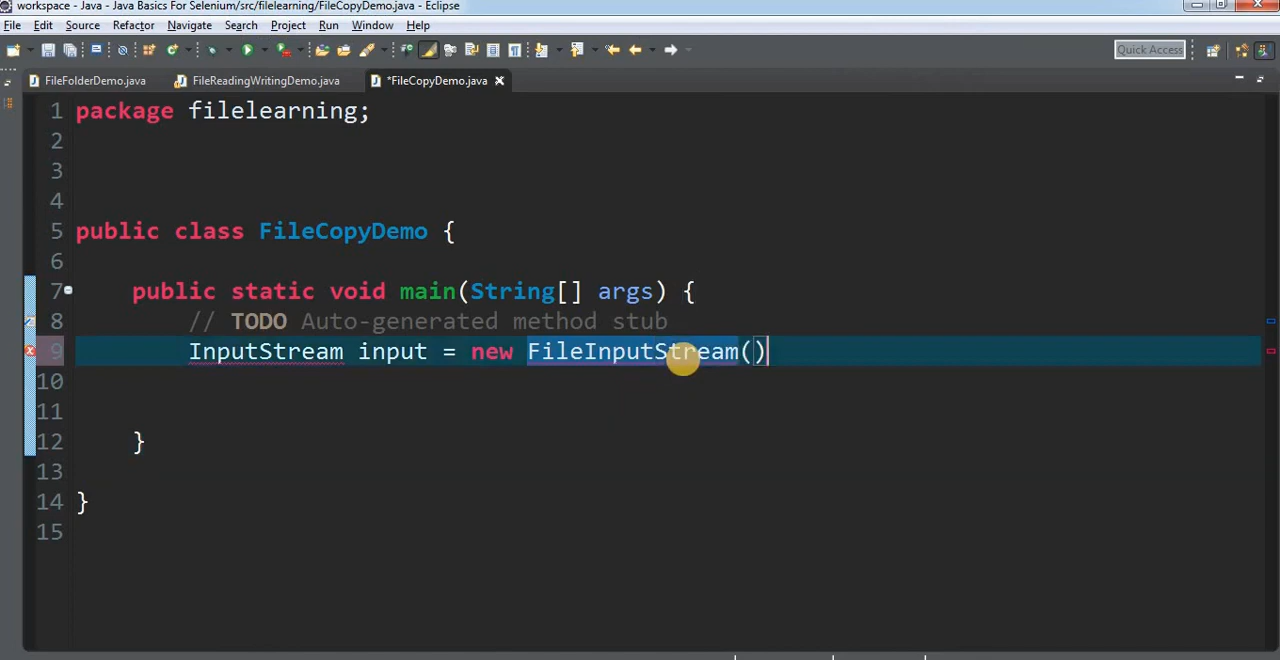 workspace - Java - Java Basics For Selenium/src/filelearning/FileCopyDemo.java - Eclipse
File Edit Source Refactor Navigate Search Project Run Window Help
Quick Access
FileFolderDemo.java FileReadingWritingDemo.java *FileCopyDemo.java
1 package filelearning;
2
3
4
5 public class FileCopyDemo {
6
7 public static void main(String[] args) {
8 // TODO Auto-generated method stub
9 InputStream input = new FileInputStream()
10
11
12 }
13
14 }
15